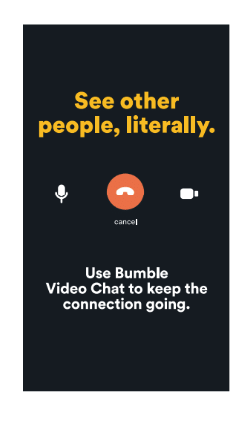 See other
people, literally.
cancel
Use Bumble
Video Chat to keep the
connection going.